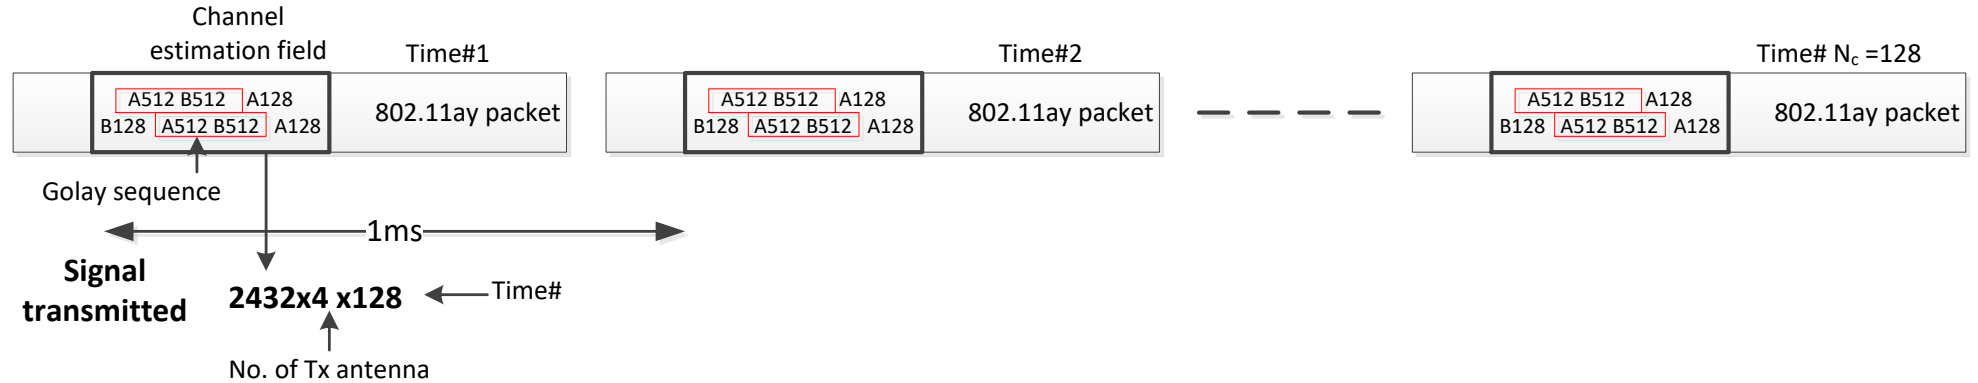 Channel
estimation field
Time#1
A512 B512 A128
B128 A512 B512 A128
802.11ay packet
Time#2
A512 B512 A128
B128 A512 B512 A128
802.11ay packet
Time# Nc =128
A512 B512 A128
B128 A512 B512 A128
802.11ay packet
Golay sequence
1ms
Signal
transmitted
2432x4 x128
Time#
No. of Tx antenna